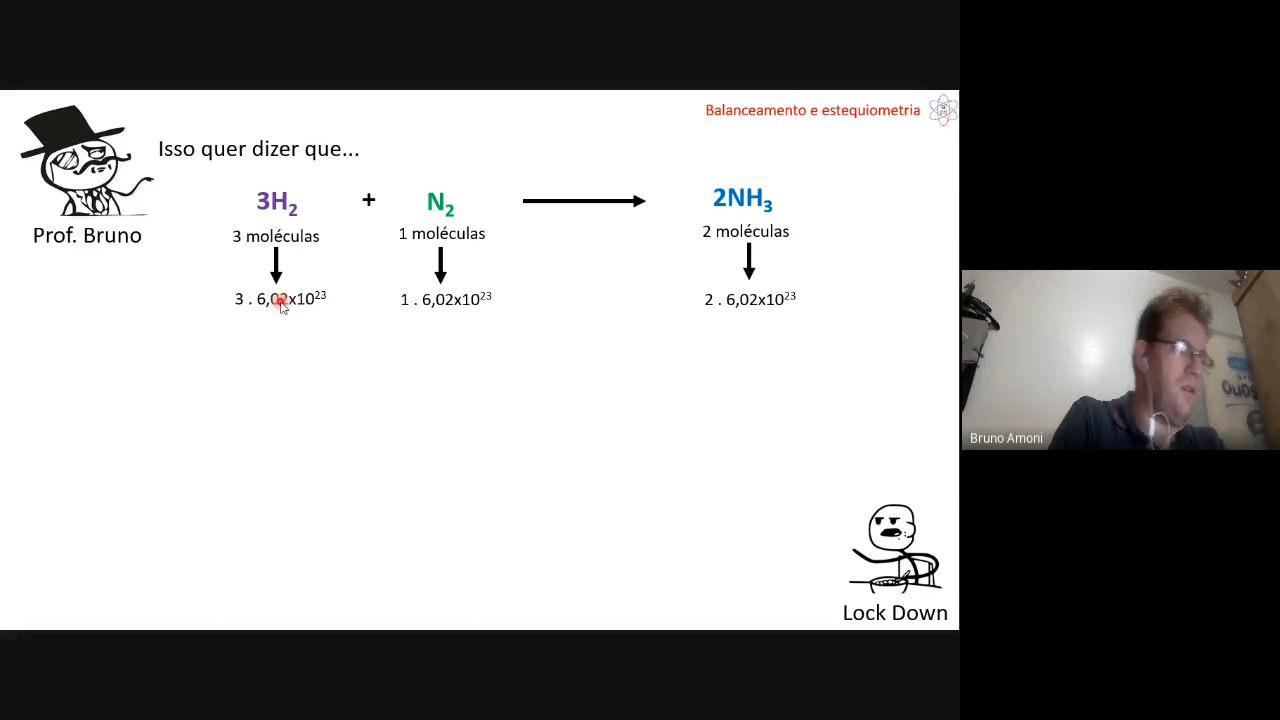 Balanceamento e estequiometria
Isso quer dizer que...
3H₂ + N₂ 2NH₃
3 moléculas 1 moléculas 2 moléculas
3 . 6,02x10²³ 1 . 6,02x10²³ 2 . 6,02x10²³
Prof. Bruno
Bruno Amoni
Lock Down